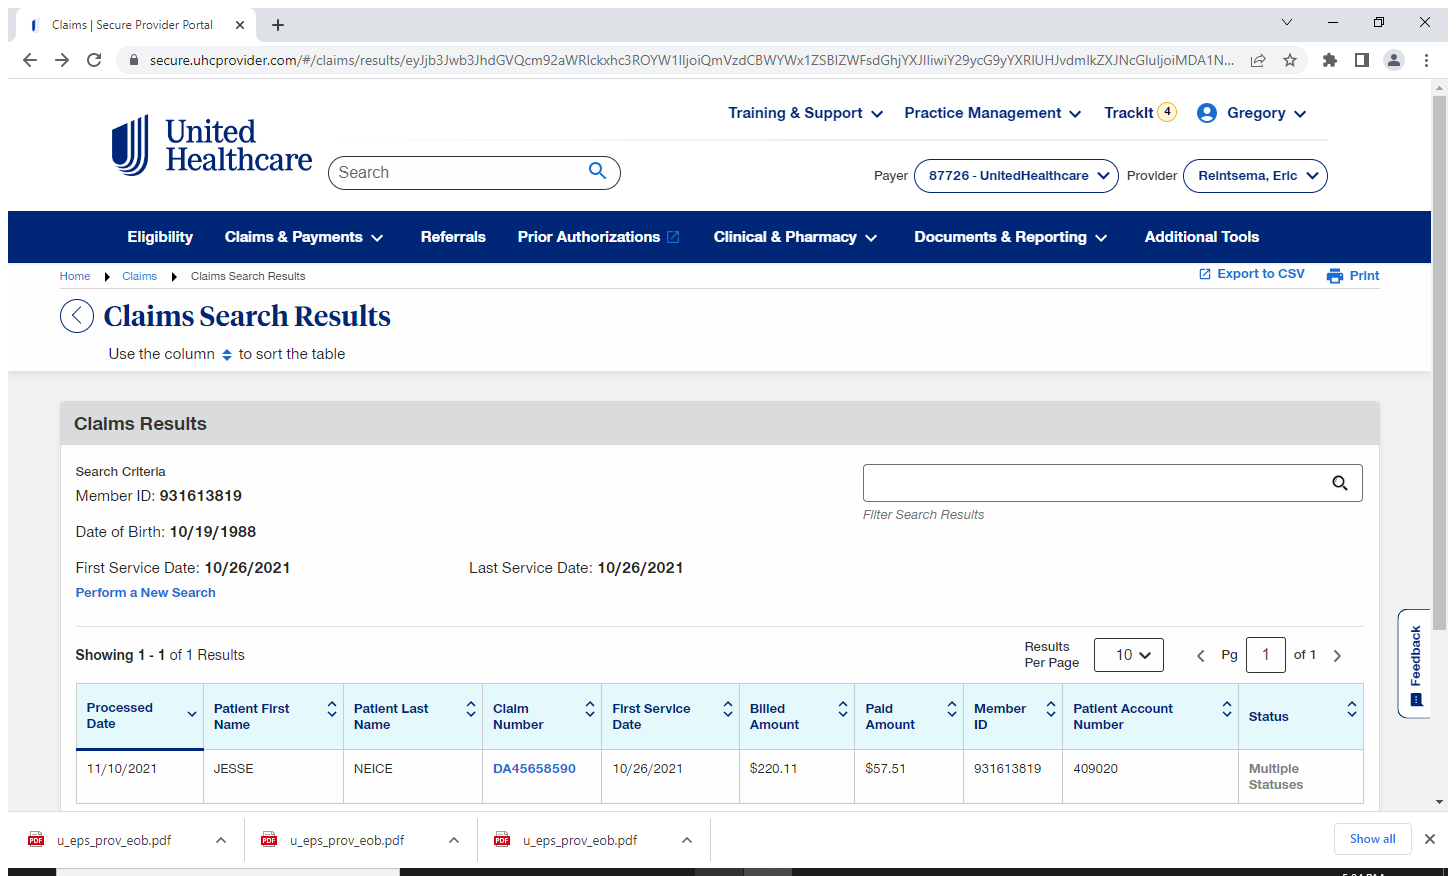 Claims | Secure Provider Portal
secure.uhcprovider.com/#/claims/results/eyJjb3Jwb3JhdGVQcm92aWRlckxhc3ROYW1lIjoiQmVzdCBWYWx1ZSBIZWFsdGhjYXJlIiwiY29ycG9yYXRlUHJvdmlkZXJNcGluIjoiMDA1N...
Training & Support
Practice Management
TrackIt 4
Gregory
United
Healthcare
Search
Payer 87726 - UnitedHealthcare Provider Reintsema, Eric
Eligibility Claims & Payments Referrals Prior Authorizations Clinical & Pharmacy Documents & Reporting Additional Tools
Home Claims Claims Search Results
Export to CSV Print
Claims Search Results
Use the column to sort the table
Claims Results
Search Criteria
Member ID: 931613819
Filter Search Results
Date of Birth: 10/19/1988
First Service Date: 10/26/2021 Last Service Date: 10/26/2021
Perform a New Search
Feedback
Showing 1 - 1 of 1 Results
Results Per Page 10 Pg 1 of 1
Processed Date Patient First Name Patient Last Name Claim Number First Service Date Billed Amount Paid Amount Member ID Patient Account Number Status
11/10/2021 JESSE NEICE DA45658590 10/26/2021 $220.11 $57.51 931613819 409020 Multiple Statuses
u_eps_prov_eob.pdf u_eps_prov_eob.pdf u_eps_prov_eob.pdf Show all